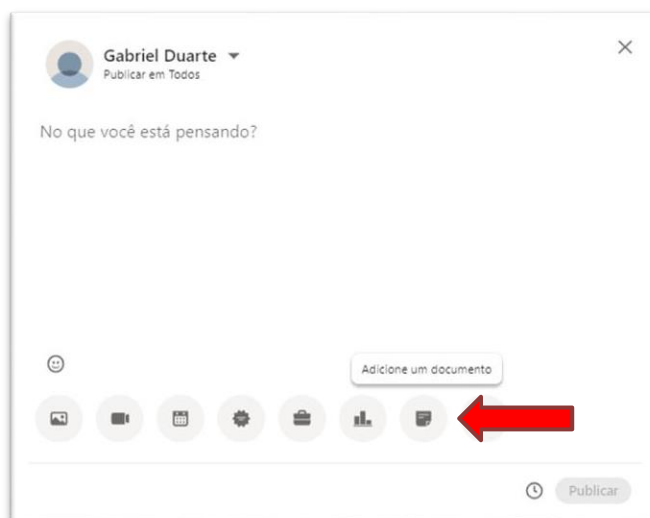 Gabriel Duarte
Publicar em Todos
No que você está pensando?
Adicione um documento
Publicar